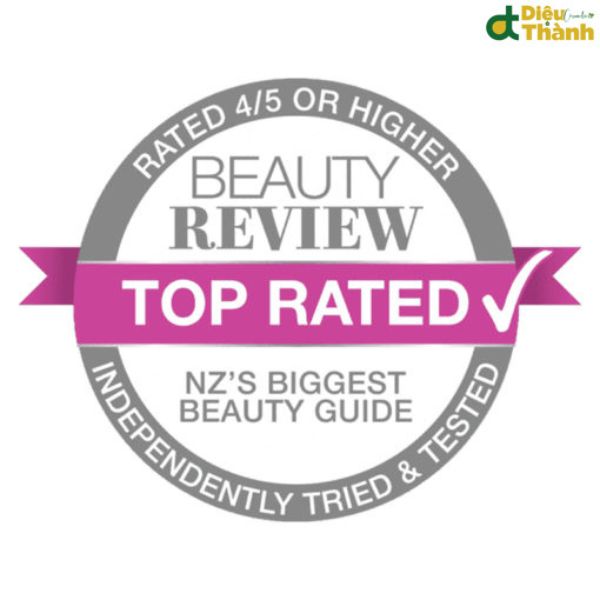 Diệu
Thành
RATED 4/5 OR HIGHER
BEAUTY
REVIEW
TOP RATED
NZ'S BIGGEST
BEAUTY GUIDE
INDEPENDENTLY TRIED & TESTED